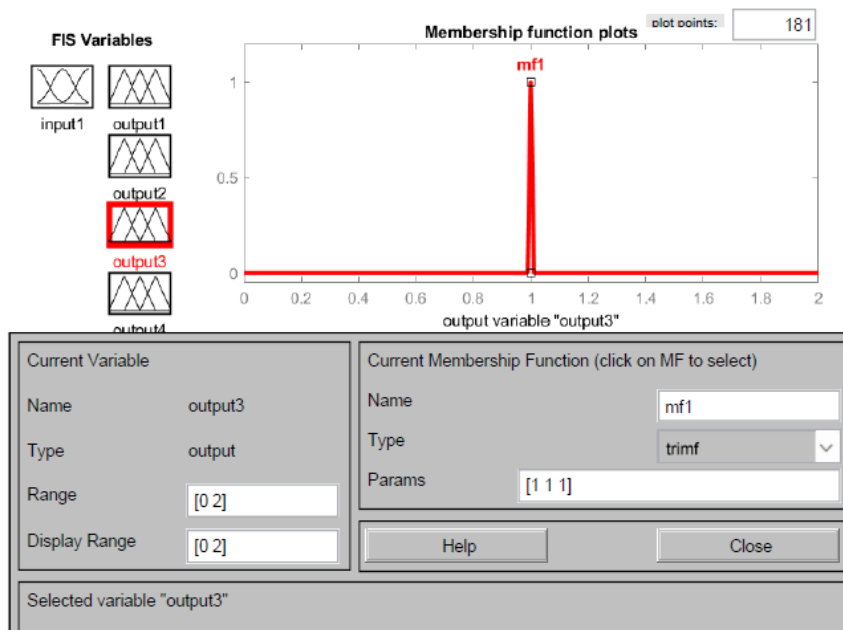 FIS Variables
Membership function plots
plot points:
181
input1
output1
output2
output3
output4
mf1
1
0.5
0
0
0.2
0.4
0.6
0.8
1
1.2
1.4
1.6
1.8
2
output variable "output3"
Current Variable
Name
output3
Type
output
Range
[0 2]
Display Range
[0 2]
Current Membership Function (click on MF to select)
Name
mf1
Type
trimf
Params
[1 1 1]
Help
Close
Selected variable "output3"